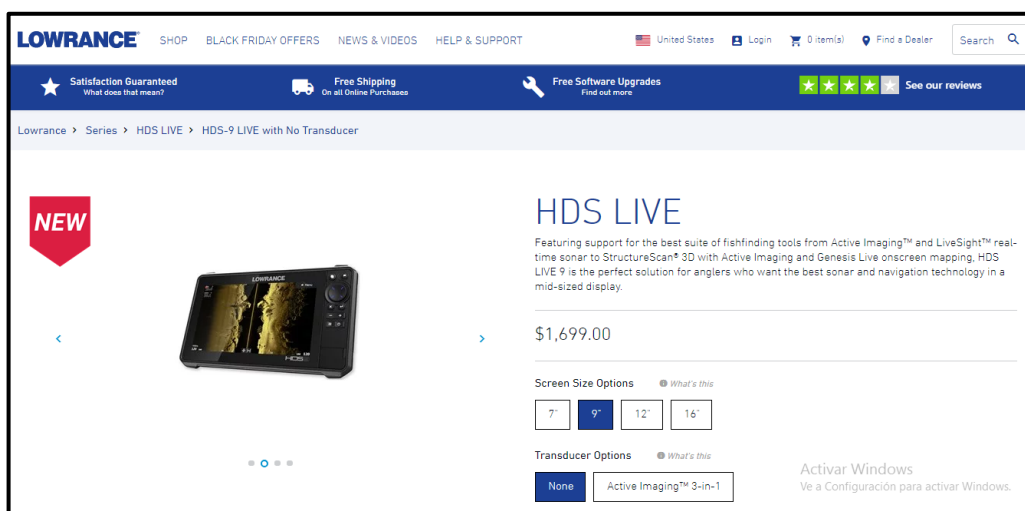 LOWRANCE
SHOP BLACK FRIDAY OFFERS NEWS & VIDEOS HELP & SUPPORT
United States Login 0 item(s) Find a Dealer Search
Satisfaction Guaranteed
What does that mean?
Free Shipping
On all Online Purchases
Free Software Upgrades
Find out more
See our reviews
Lowrance > Series > HDS LIVE > HDS-9 LIVE with No Transducer
NEW
LOWRANCE
HDS
HDS LIVE
Featuring support for the best suite of fishfinding tools from Active Imaging™ and LiveSight™ real-
time sonar to StructureScan® 3D with Active Imaging and Genesis Live onscreen mapping, HDS
LIVE 9 is the perfect solution for anglers who want the best sonar and navigation technology in a
mid-sized display.
$1,699.00
Screen Size Options What's this
7" 9" 12" 16"
Transducer Options What's this
None Active Imaging™ 3-in-1
Activar Windows
Ve a Configuración para activar Windows.